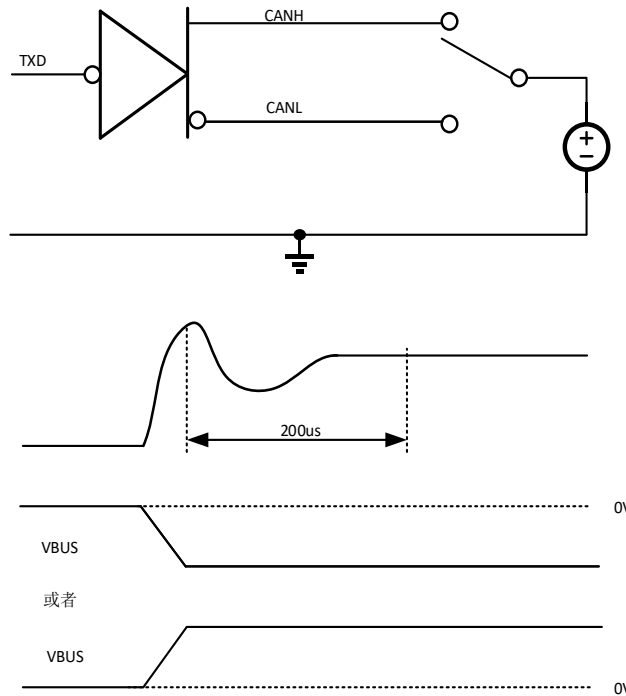 CANH
TXD
CANL
+
−
200us
0V
VBUS
或者
VBUS
0V